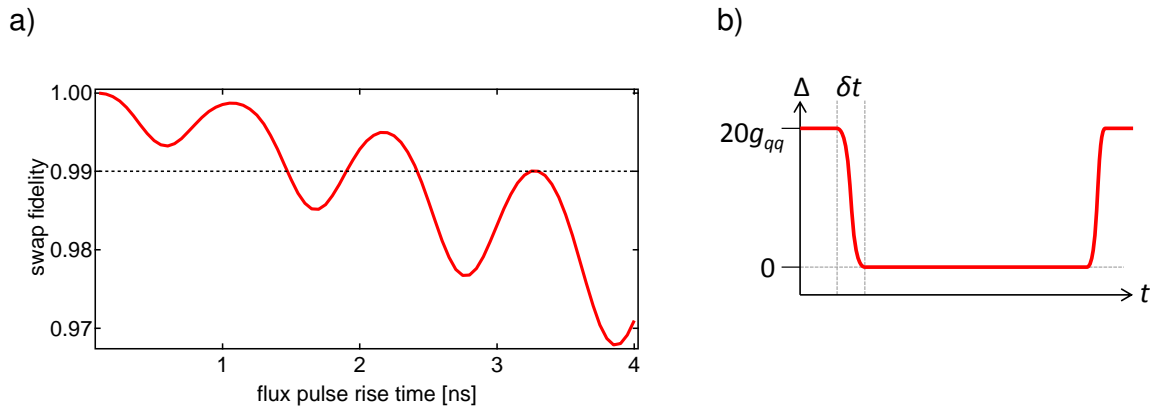 a)
1.00
0.99
0.98
0.97
swap fidelity
1
2
3
4
flux pulse rise time [ns]
b)
Δ
δt
20g_qq
0
t